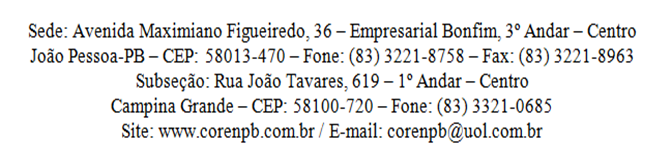 Sede: Avenida Maximiano Figueiredo, 36 – Empresarial Bonfim, 3º Andar – Centro
João Pessoa-PB – CEP: 58013-470 – Fone: (83) 3221-8758 – Fax: (83) 3221-8963
Subseção: Rua João Tavares, 619 – 1º Andar – Centro
Campina Grande – CEP: 58100-720 – Fone: (83) 3321-0685
Site: www.corenpb.com.br / E-mail: corenpb@uol.com.br